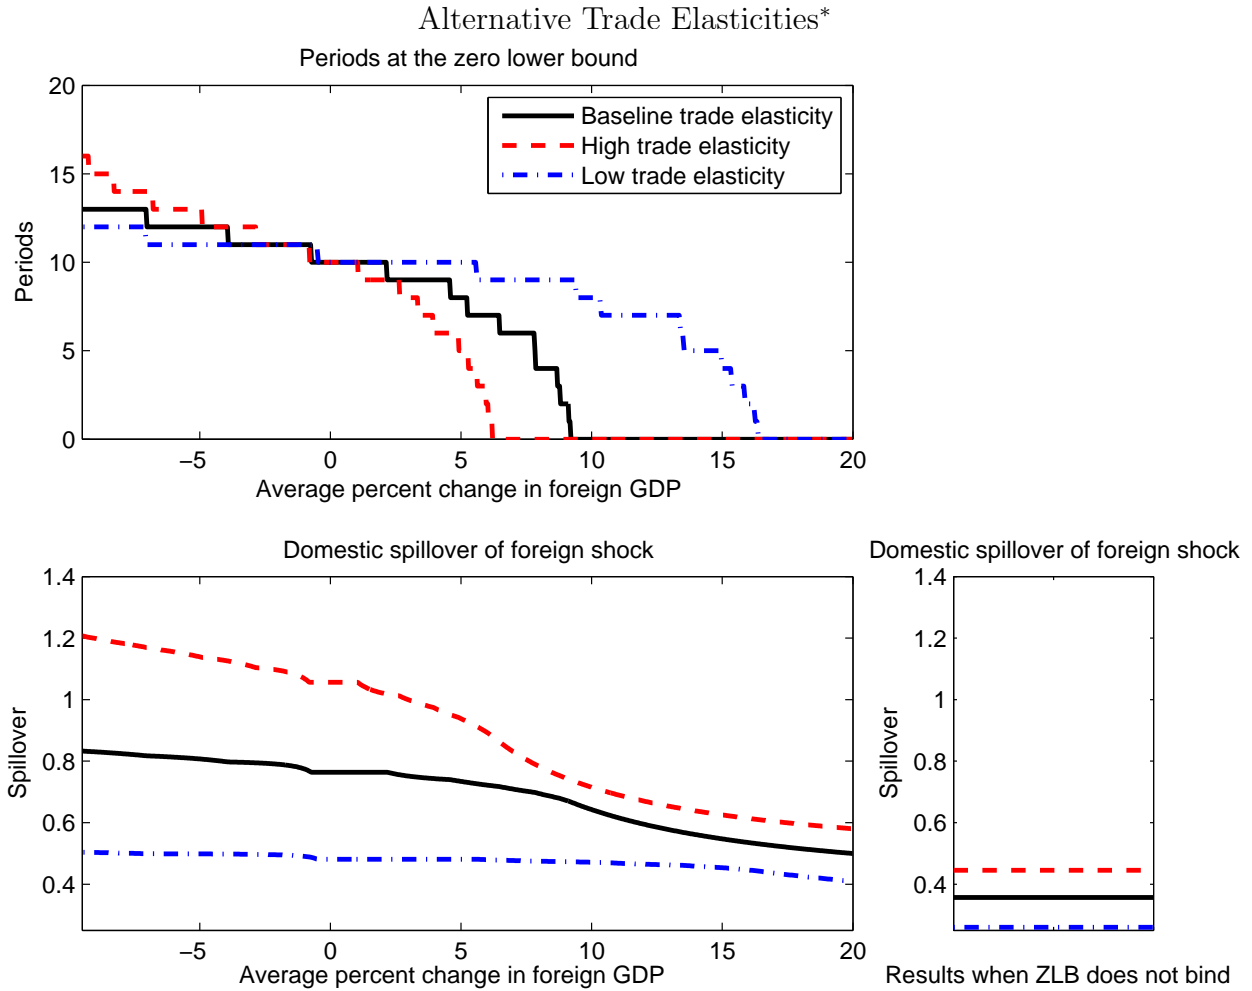 Alternative Trade Elasticities*
Periods at the zero lower bound
20
15
10
5
0
Periods
Baseline trade elasticity
High trade elasticity
Low trade elasticity
−5 0 5 10 15 20
Average percent change in foreign GDP
Domestic spillover of foreign shock
1.4
1.2
1
0.8
0.6
0.4
Spillover
−5 0 5 10 15 20
Average percent change in foreign GDP
Domestic spillover of foreign shock
1.4
1.2
1
0.8
0.6
0.4
Spillover
Results when ZLB does not bind